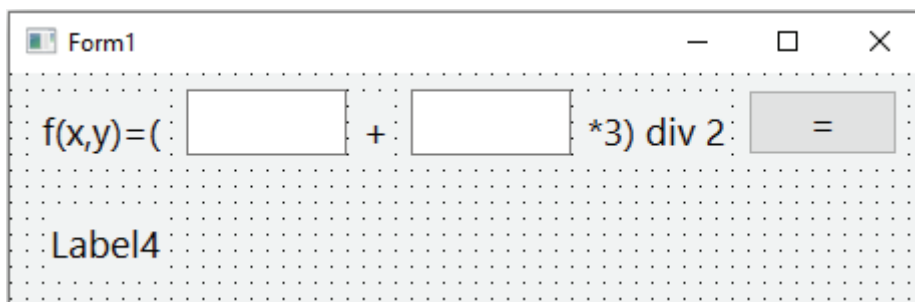 Form1
f(x,y)=( + *3) div 2 =
Label4